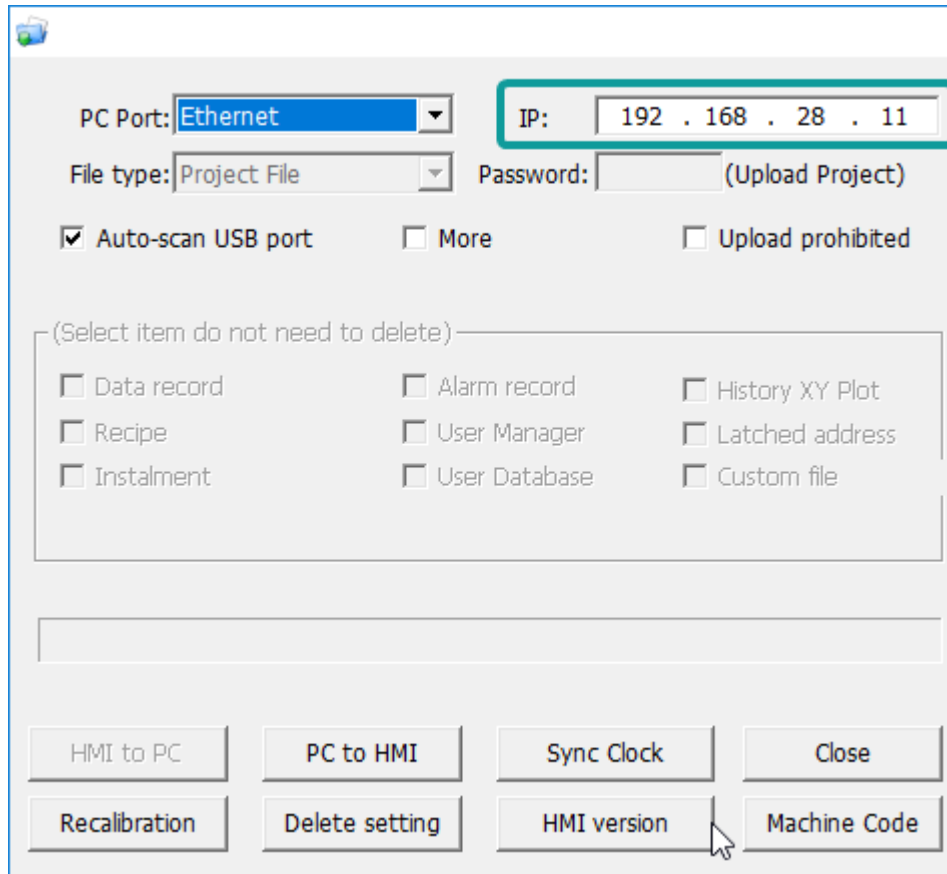 PC Port: Ethernet IP: 192 . 168 . 28 . 11
File type: Project File Password: (Upload Project)
Auto-scan USB port More Upload prohibited
(Select item do not need to delete)
Data record Alarm record History XY Plot
Recipe User Manager Latched address
Instalment User Database Custom file
HMI to PC PC to HMI Sync Clock Close
Recalibration Delete setting HMI version Machine Code